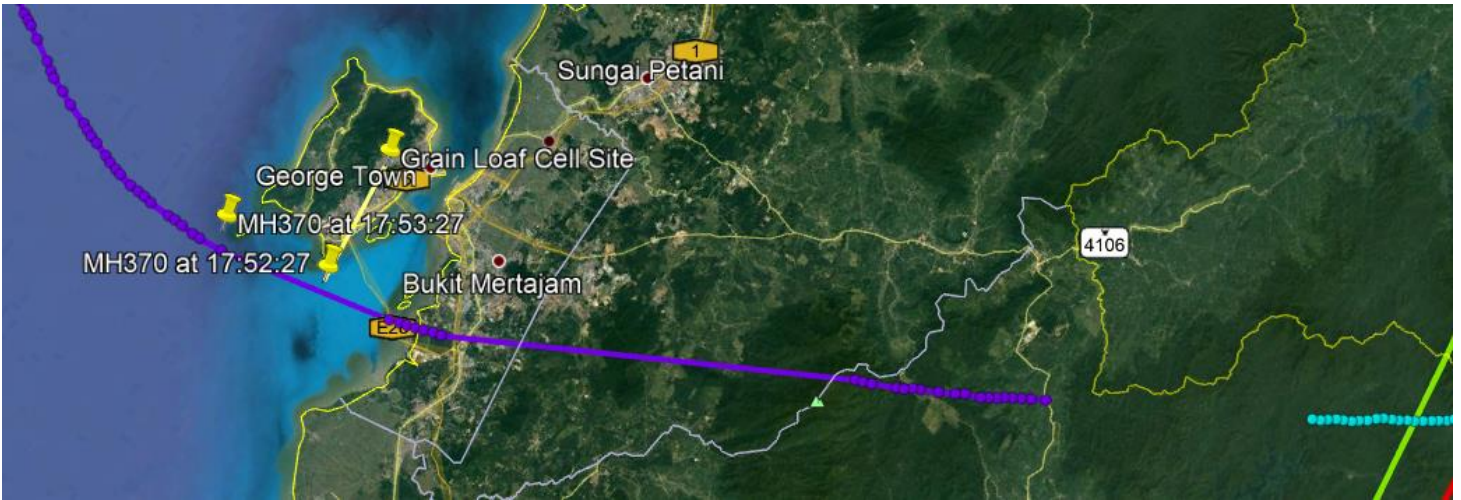 1
Sungai Petani
Grain Loaf Cell Site
George Town
MH370 at 17:53:27
4106
MH370 at 17:52:27
Bukit Mertajam